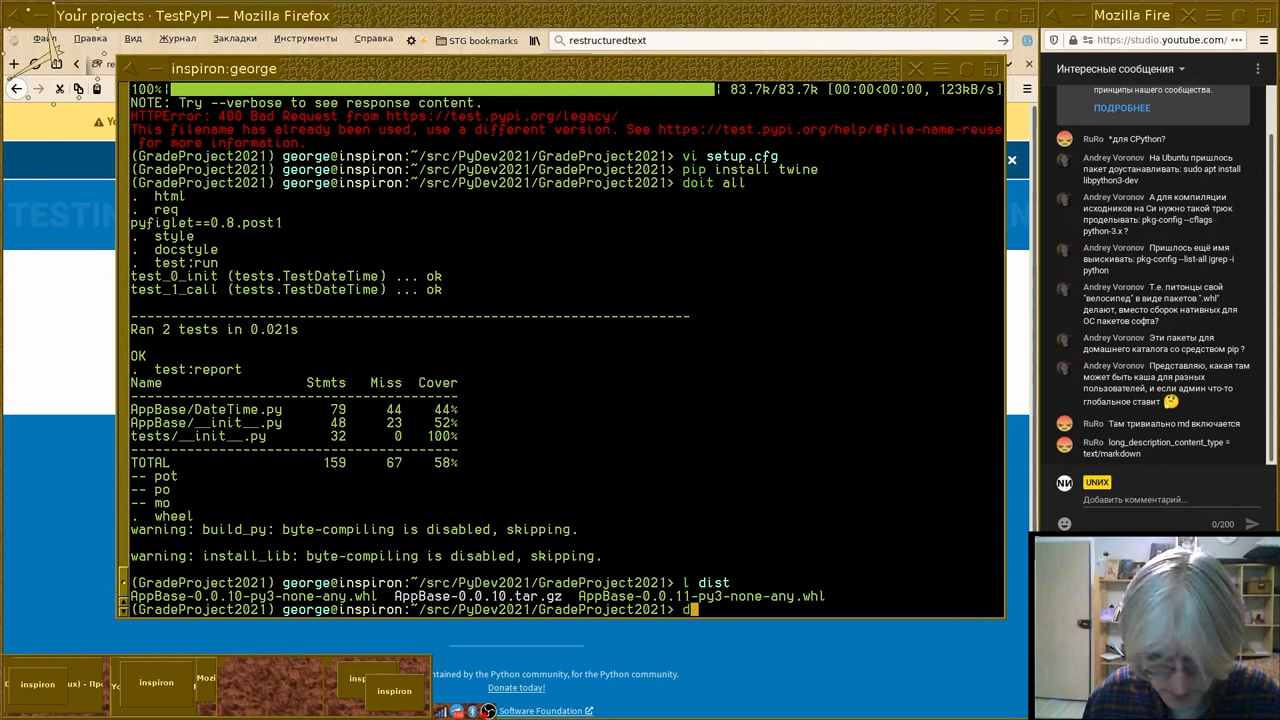 Your projects · TestPyPI - Mozilla Firefox
Mozilla Fire
Файл Правка Вид Журнал Закладки Инструменты Справка
STG bookmarks
restructuredtext
https://studio.youtube.com/
inspiron:george
100%| | 83.7k/83.7k [00:00<00:00, 123kB/s]
NOTE: Try --verbose to see response content.
HTTPError: 400 Bad Request from https://test.pypi.org/legacy/
This filename has already been used, use a different version. See https://test.pypi.org/help/#file-name-reuse
for more information.
(GradeProject2021) george@inspiron:~/src/PyDev2021/GradeProject2021> vi setup.cfg
(GradeProject2021) george@inspiron:~/src/PyDev2021/GradeProject2021> pip install twine
(GradeProject2021) george@inspiron:~/src/PyDev2021/GradeProject2021> doit all
. html
. req
pyfiglet==0.8.post1
. style
. docstyle
. test:run
test_0_init (tests.TestDateTime) ... ok
test_1_call (tests.TestDateTime) ... ok
----------------------------------------------------------------------
Ran 2 tests in 0.021s
OK
. test:report
Name Stmts Miss Cover
-----------------------------------------
AppBase/DateTime.py 79 44 44%
AppBase/__init__.py 48 23 52%
tests/__init__.py 32 0 100%
-----------------------------------------
TOTAL 159 67 58%
-- pot
-- po
-- mo
. wheel
warning: build_py: byte-compiling is disabled, skipping.
warning: install_lib: byte-compiling is disabled, skipping.
(GradeProject2021) george@inspiron:~/src/PyDev2021/GradeProject2021> l dist
AppBase-0.0.10-py3-none-any.whl AppBase-0.0.10.tar.gz AppBase-0.0.11-py3-none-any.whl
(GradeProject2021) george@inspiron:~/src/PyDev2021/GradeProject2021> d
Интересные сообщения
принципы нашего сообщества.
ПОДРОБНЕЕ
RuRo *для CPython?
Andrey Voronov На Ubuntu пришлось
пакет доустанавливать: sudo apt install
libpython3-dev
Andrey Voronov А для компиляции
исходников на Си нужно такой трюк
проделывать: pkg-config --cflags
python-3.x ?
Andrey Voronov Пришлось ещё имя
выискивать: pkg-config --list-all |grep -i
python
Andrey Voronov Т.е. питонцы свой
"велосипед" в виде пакетов ".whl"
делают, вместо сборок нативных для
ОС пакетов софта?
Andrey Voronov Эти пакеты для
домашнего каталога со средством pip ?
Andrey Voronov Представляю, какая там
может быть каша для разных
пользователей, и если админ что-то
глобальное ставит
RuRo Там тривиально md включается
RuRo long_description_content_type =
text/markdown
UNИX
Добавить комментарий...
0/200
TESTING
ntained by the Python community, for the Python community.
Donate today!
Software Foundation
inspiron
inspiron
Mozi
insp
inspiron